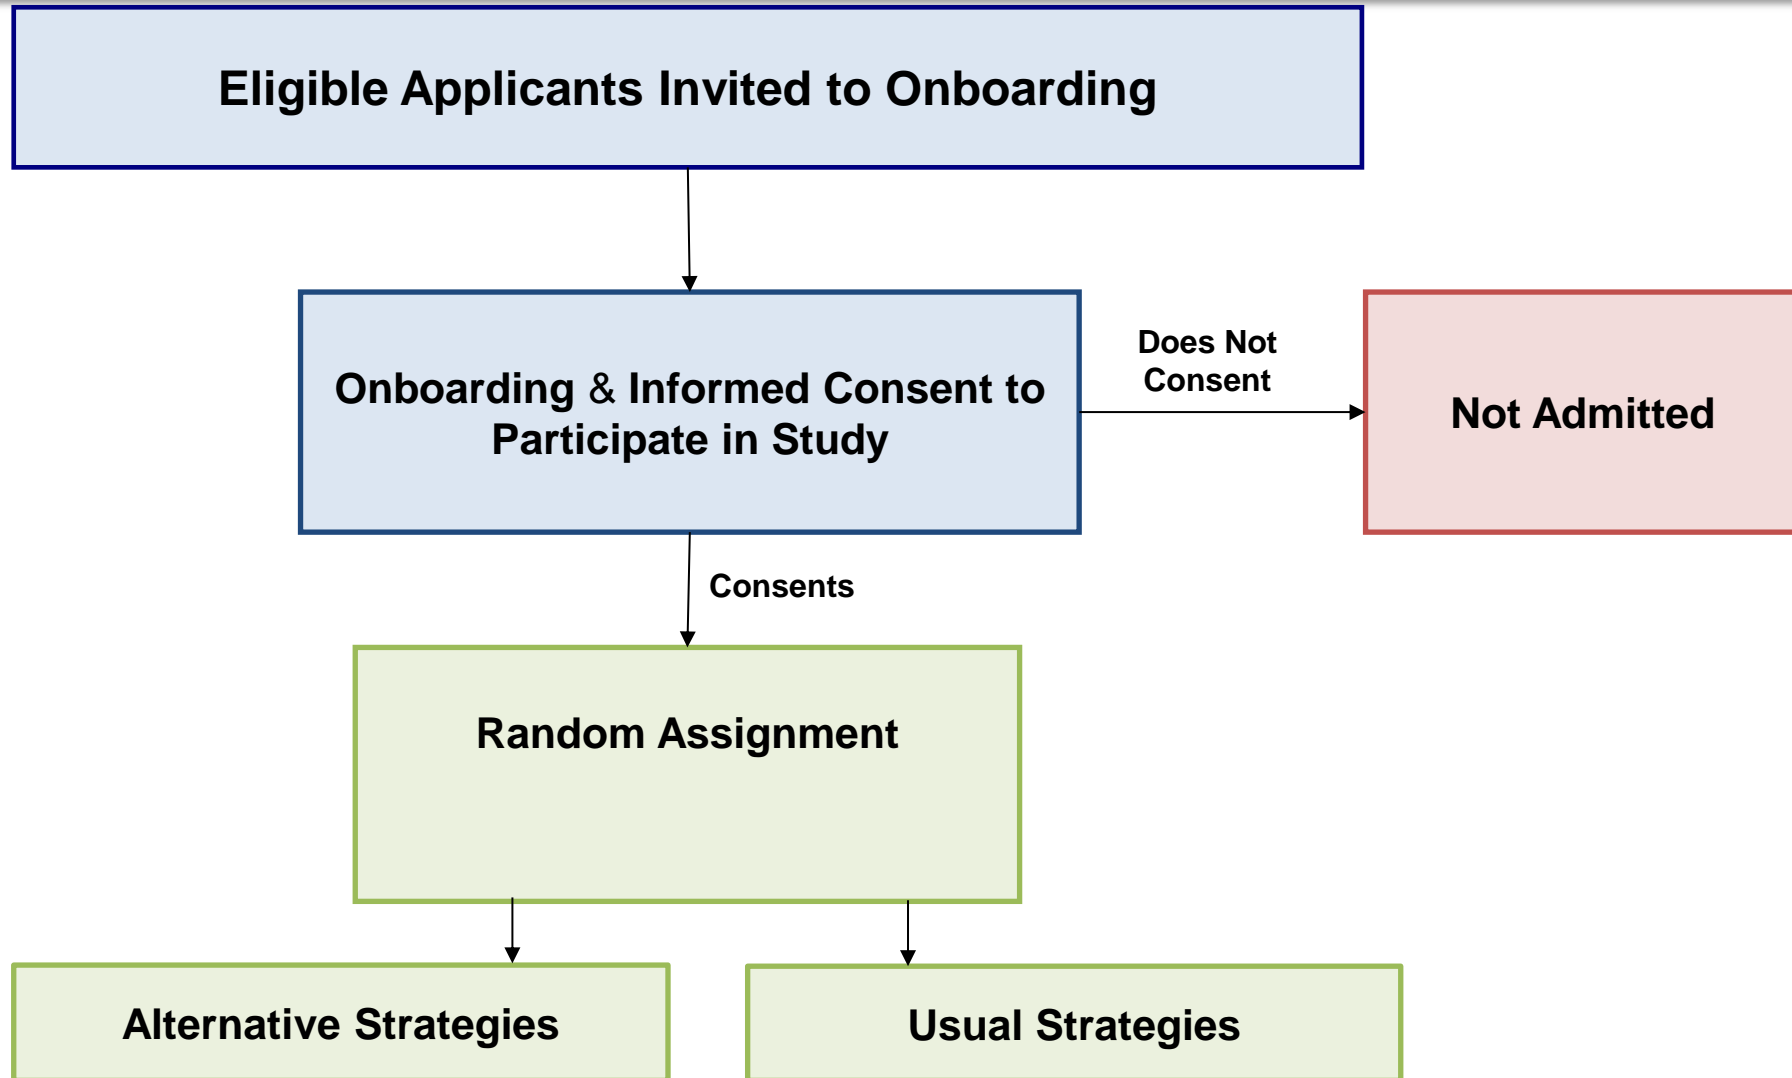 Eligible Applicants Invited to Onboarding
Does Not
Consent
Onboarding & Informed Consent to
Participate in Study
Not Admitted
Consents
Random Assignment
Alternative Strategies
Usual Strategies